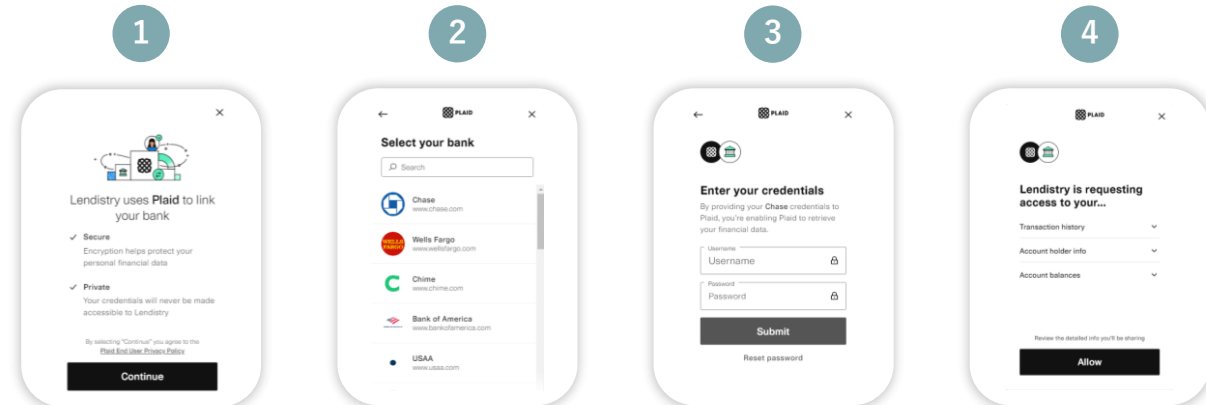 1
Lendistry uses Plaid to link
your bank
Secure
Encryption helps protect your
personal financial data
Private
Your credentials will never be made
accessible to Lendistry
By selecting "Continue" you agree to the
Plaid End User Privacy Policy
Continue
2
PLAID
Select your bank
Search
Chase
www.chase.com
WELLS
FARGO
Wells Fargo
www.wellsfargo.com
Chime
www.chime.com
Bank of America
www.bankofamerica.com
USAA
www.usaa.com
3
PLAID
Enter your credentials
By providing your Chase credentials to
Plaid, you're enabling Plaid to retrieve
your financial data.
Username
Username
Password
Password
Submit
Reset password
4
PLAID
Lendistry is requesting
access to your...
Transaction history
Account holder info
Account balances
Review the detailed info you'll be sharing
Allow